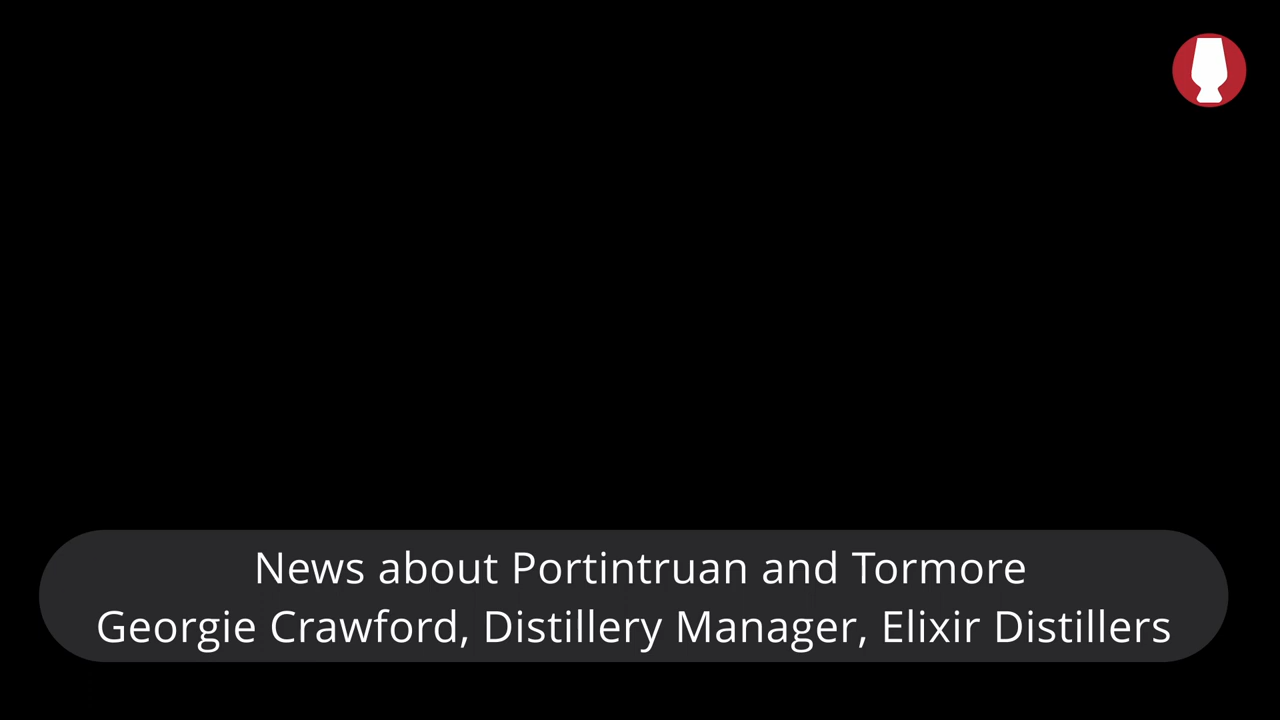 News about Portintruan and Tormore
Georgie Crawford, Distillery Manager, Elixir Distillers